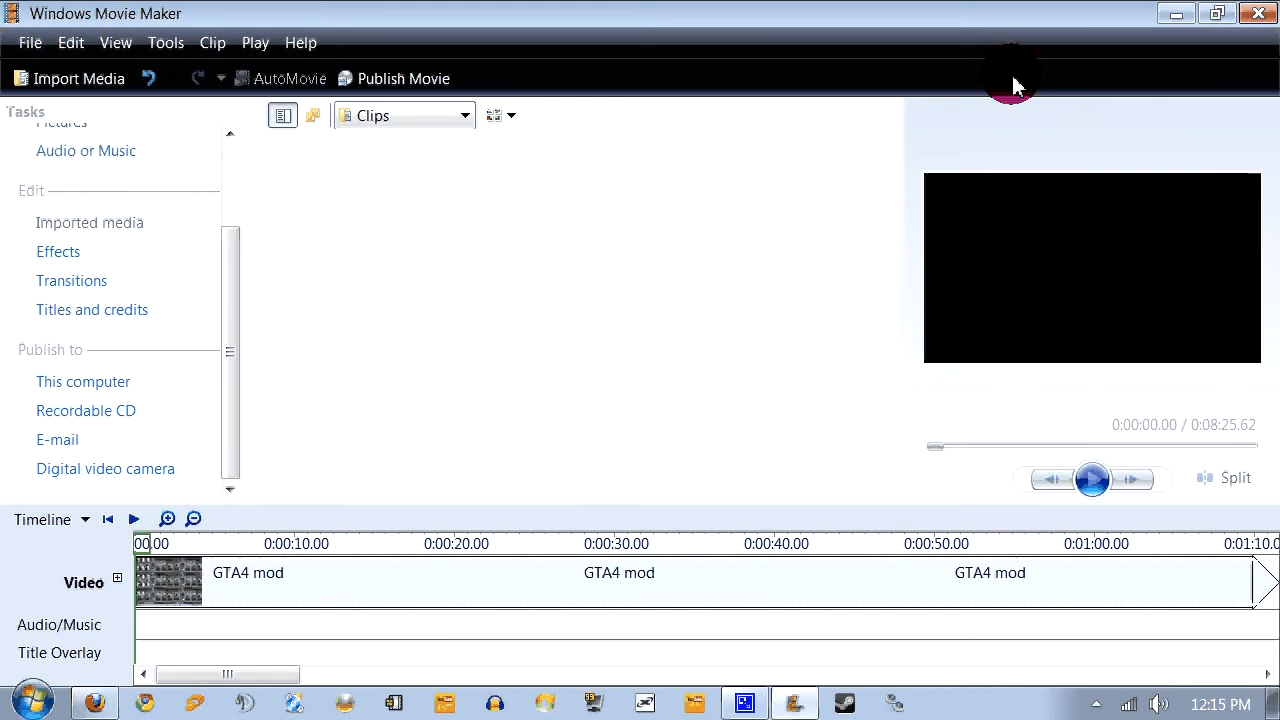 Windows Movie Maker
File Edit View Tools Clip Play Help
Import Media AutoMovie Publish Movie
Tasks
Pictures
Audio or Music
Edit
Imported media
Effects
Transitions
Titles and credits
Publish to
This computer
Recordable CD
E-mail
Digital video camera
Clips
0:00:00.00 / 0:08:25.62
Split
Timeline
00.00 0:00:10.00 0:00:20.00 0:00:30.00 0:00:40.00 0:00:50.00 0:01:00.00 0:01:10.0
Video GTA4 mod GTA4 mod GTA4 mod
Audio/Music
Title Overlay
12:15 PM